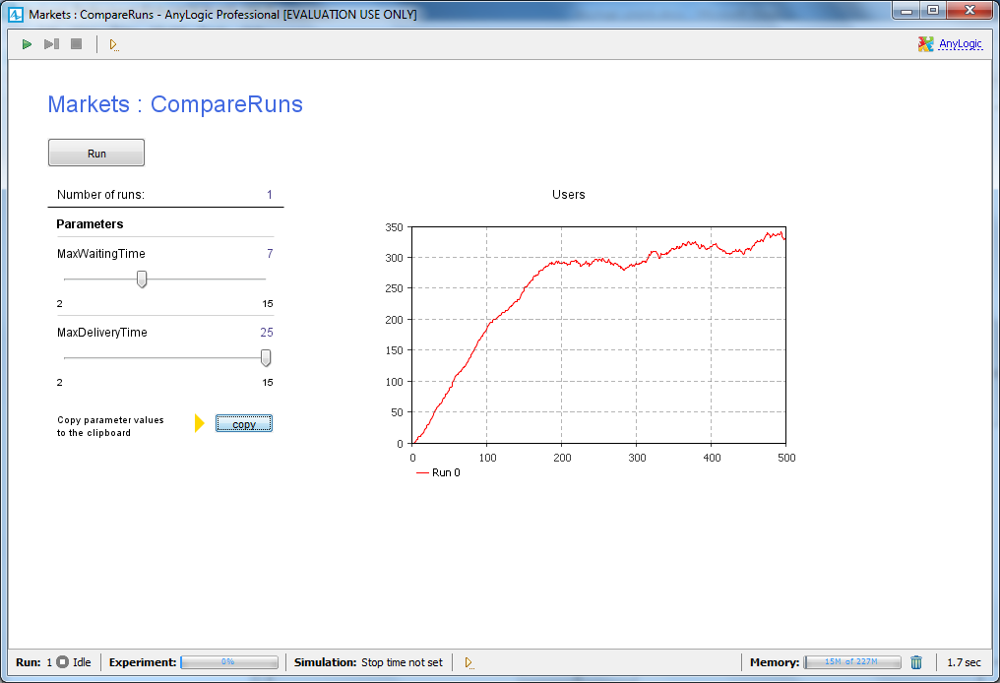 Markets : CompareRuns - AnyLogic Professional [EVALUATION USE ONLY]
AnyLogic
Markets : CompareRuns
Run
Number of runs: 1
Parameters
MaxWaitingTime 7
2 15
MaxDeliveryTime 25
2 15
Copy parameter values
to the clipboard
copy
Users
350
300
250
200
150
100
50
0
0 100 200 300 400 500
Run 0
Run: 1 Idle Experiment: 0% Simulation: Stop time not set Memory: 15M of 227M 1.7 sec